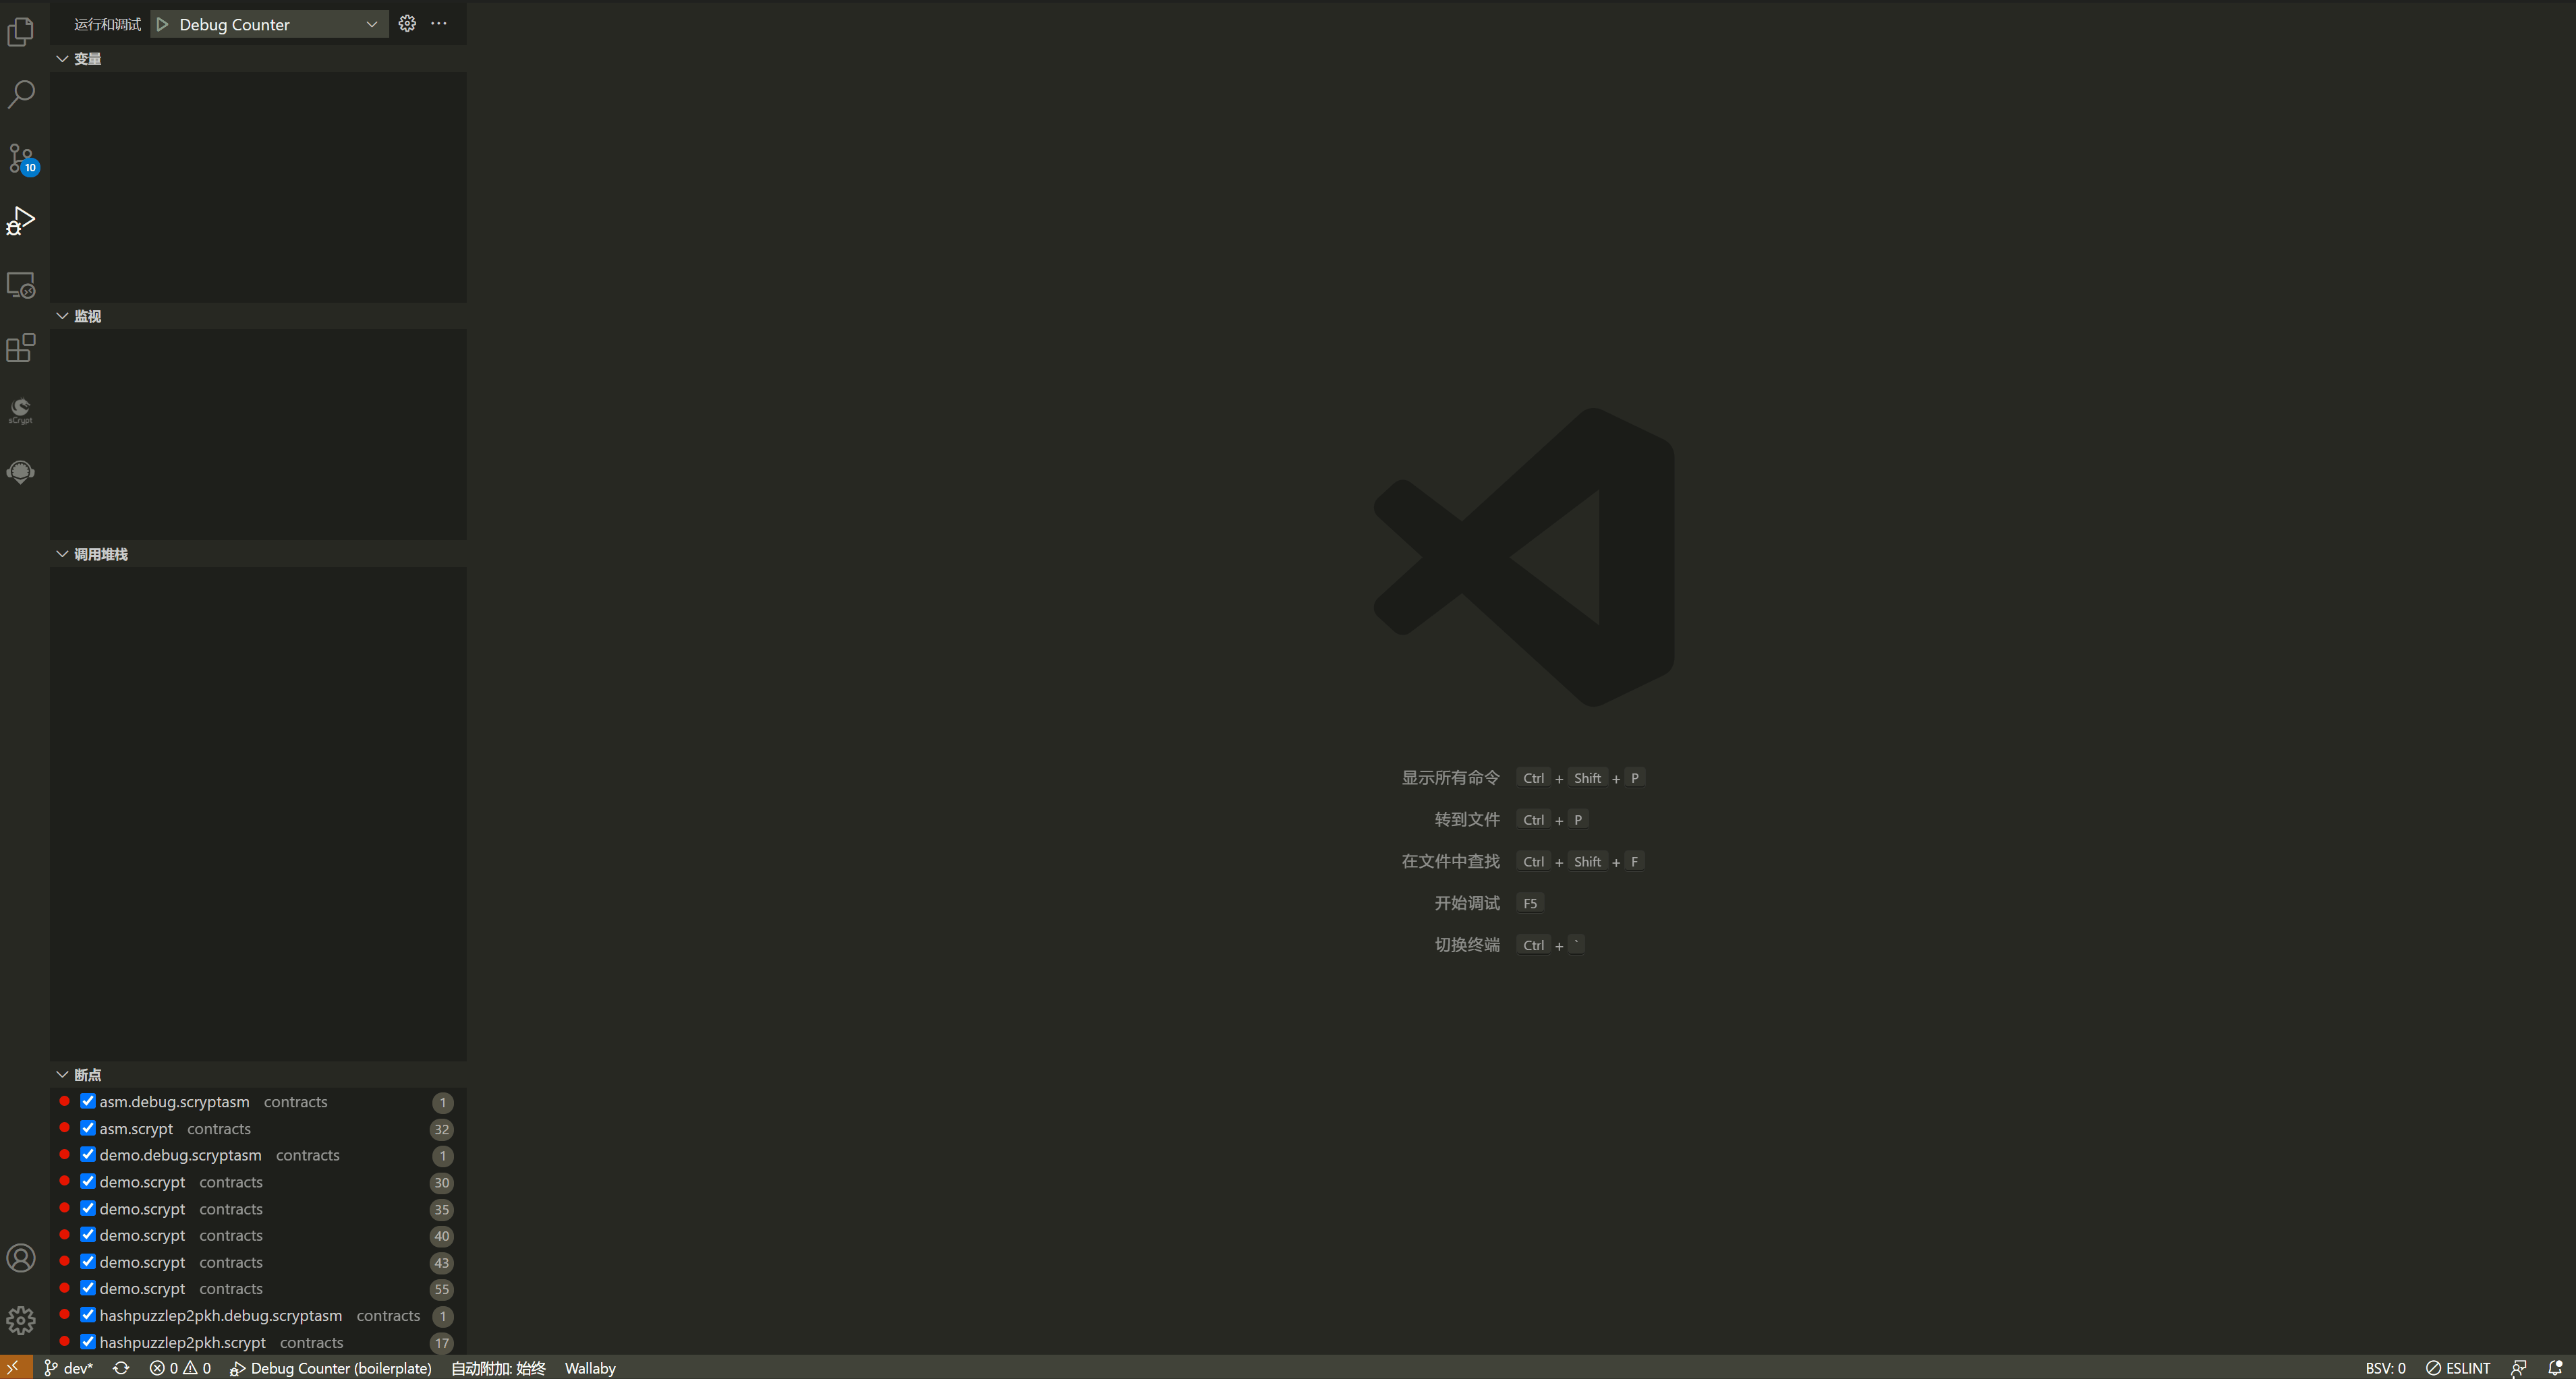 运行和调试 Debug Counter
变量
10
监视
sCrypt
调用堆栈
显示所有命令 Ctrl + Shift + P
转到文件 Ctrl + P
在文件中查找 Ctrl + Shift + F
开始调试 F5
切换终端 Ctrl + `
断点
asm.debug.scryptasm contracts 1
asm.scrypt contracts 32
demo.debug.scryptasm contracts 1
demo.scrypt contracts 30
demo.scrypt contracts 35
demo.scrypt contracts 40
demo.scrypt contracts 43
demo.scrypt contracts 55
hashpuzzlep2pkh.debug.scryptasm contracts 1
hashpuzzlep2pkh.scrypt contracts 17
dev* 0 0 Debug Counter (boilerplate) 自动附加: 始终 Wallaby BSV: 0 ESLINT